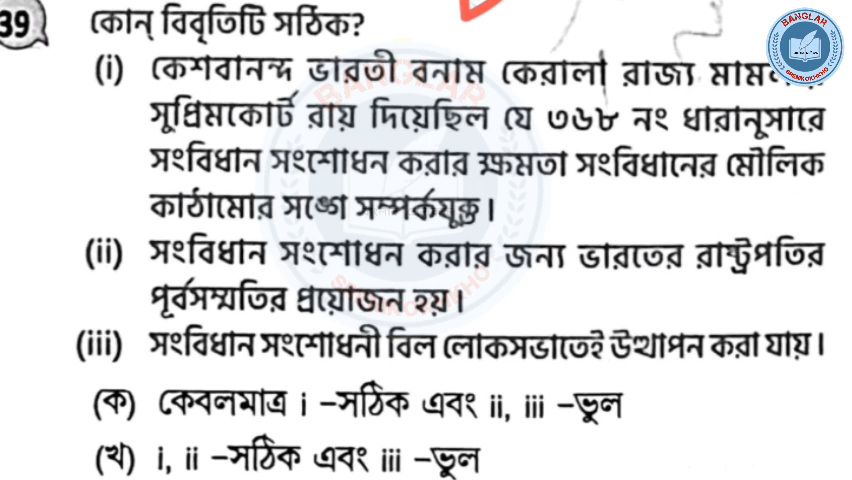 39 কোন্ বিবৃতিটি সঠিক?
BANGLAR
SHIKKOKHKHO
(i) কেশবানন্দ ভারতী বনাম কেরালা রাজ্য
সুপ্রিমকোর্ট রায় দিয়েছিল যে ৩৬৮ নং ধারানুসারে
সংবিধান সংশোধন করার ক্ষমতা সংবিধানের মৌলিক
কাঠামোর সঙ্গে সম্পর্কযুক্ত।
(ii) সংবিধান সংশোধন করার জন্য ভারতের রাষ্ট্রপতির
পূর্বসম্মতির প্রয়োজন হয়।
(iii) সংবিধান সংশোধনী বিল লোকসভাতেই উত্থাপন করা যায়।
(ক) কেবলমাত্র i –সঠিক এবং ii, iii –ভুল
(খ) i, ii –সঠিক এবং iii –ভুল